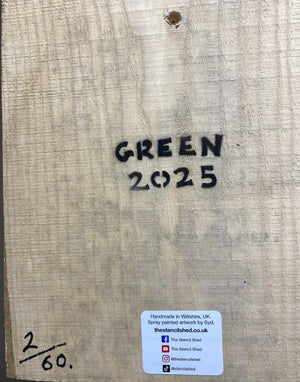 GREEN
2025
Handmade in Wiltshire, UK.
Spray painted artwork by Syd.
thestencilshed.co.uk
The Stencil Shed
The Stencil Shed
@thestencilshed
@stencilshed
2/60.